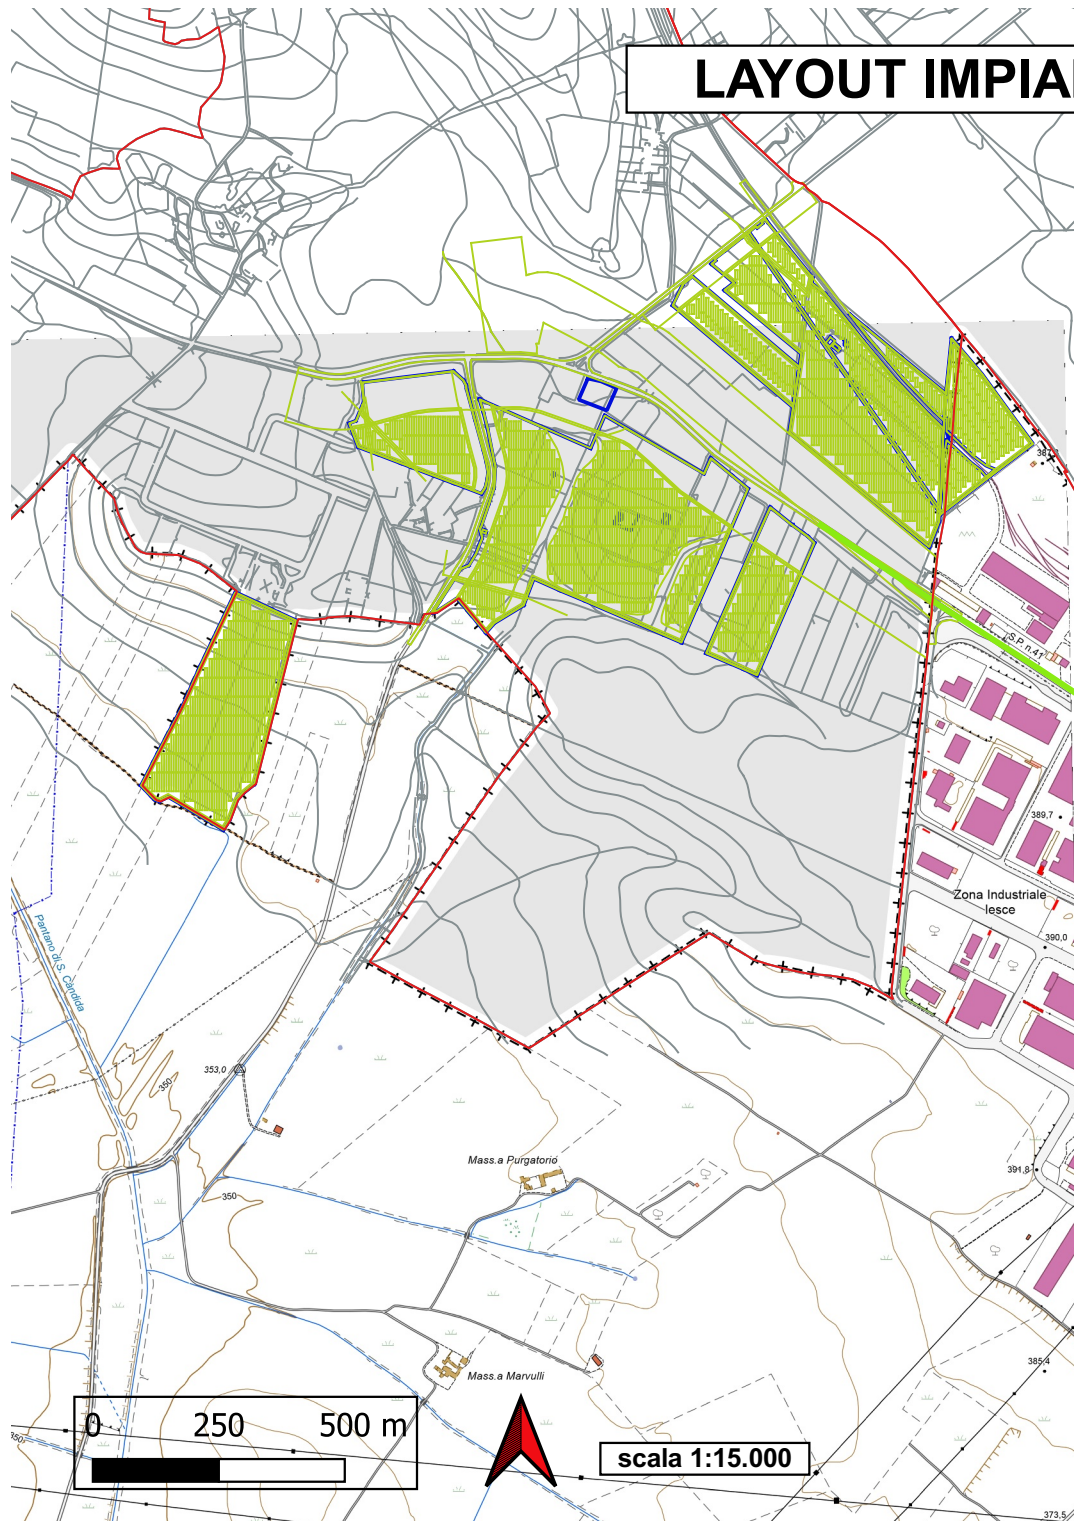 LAYOUT IMPIA
S.P. n.41
389,7
Zona Industriale
Iesce
390,0
Pantano di S. Candida
353,0
350
350
Mass.a Purgatorio
391,8
Mass.a Marvulli
385,4
350
0 250 500 m
scala 1:15.000
373,5